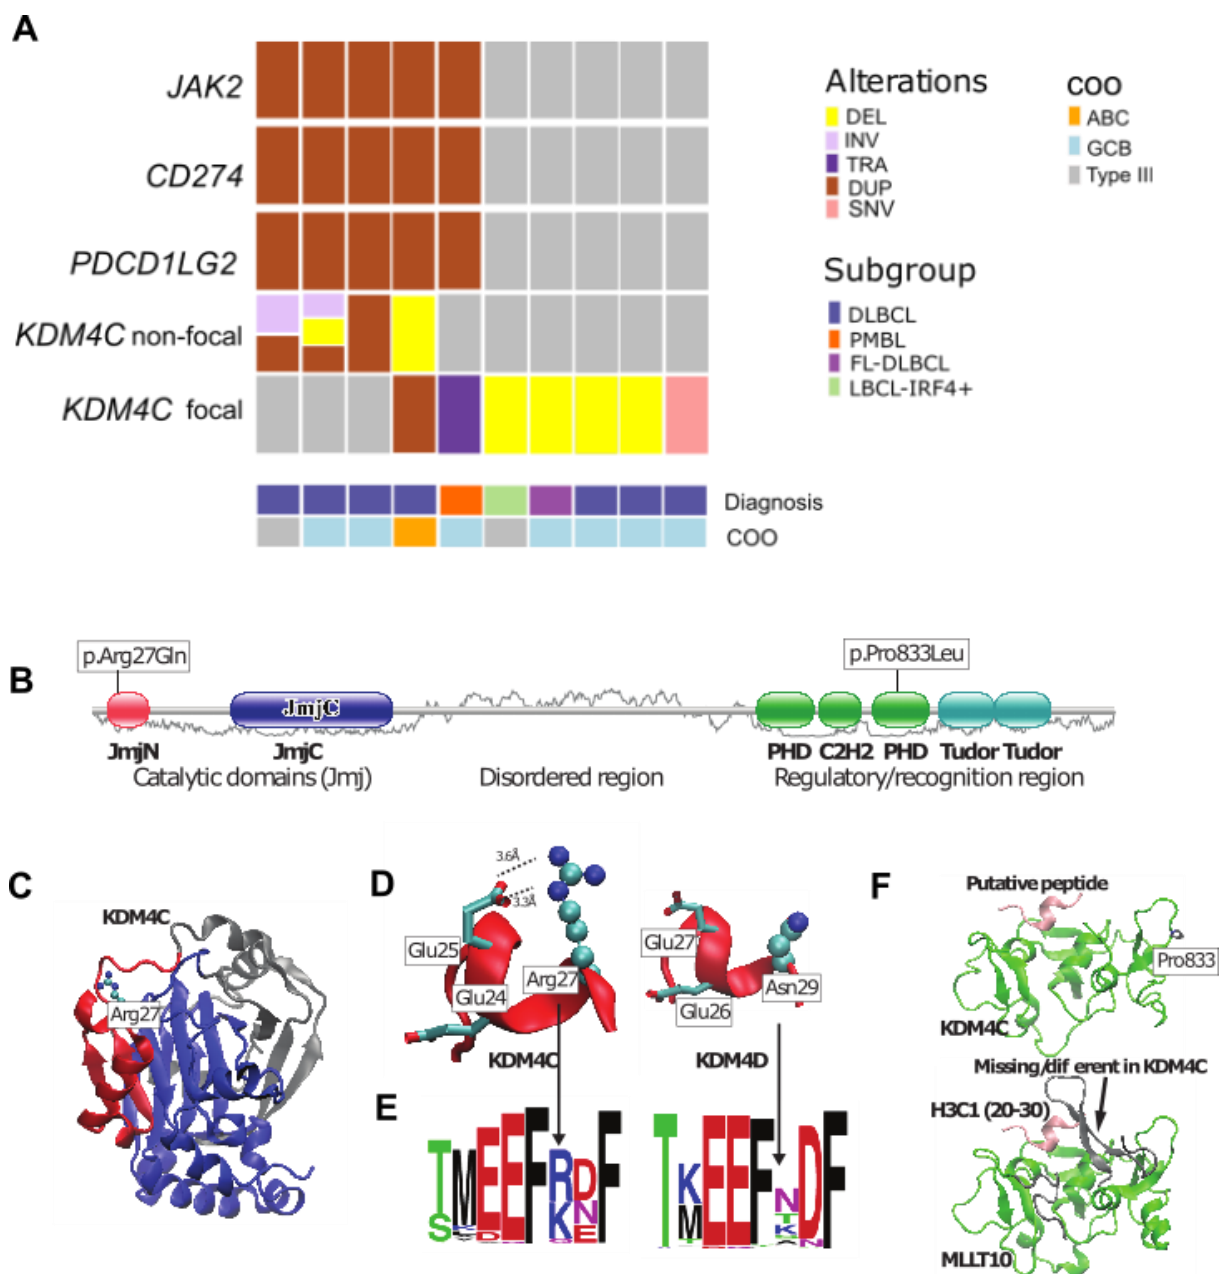 A
JAK2
CD274
PDCD1LG2
KDM4C non-focal
KDM4C focal
Alterations
DEL
INV
TRA
DUP
SNV
COO
ABC
GCB
Type III
Subgroup
DLBCL
PMBL
FL-DLBCL
LBCL-IRF4+
Diagnosis
COO
B
p.Arg27Gln
p.Pro833Leu
JmjC
JmjN
JmjC
PHD C2H2 PHD Tudor Tudor
Catalytic domains (Jmj)
Disordered region
Regulatory/recognition region
C
KDM4C
Arg27
D
3.6Å
3.3Å
Glu25
Glu24
Arg27
KDM4C
Glu27
Glu26
Asn29
KDM4D
E
TMEEFRDF
S K
N
E
TKEEFNDF
M
T
K
F
Putative peptide
Pro833
KDM4C
Missing/dif erent in KDM4C
H3C1 (20-30)
MLLT10